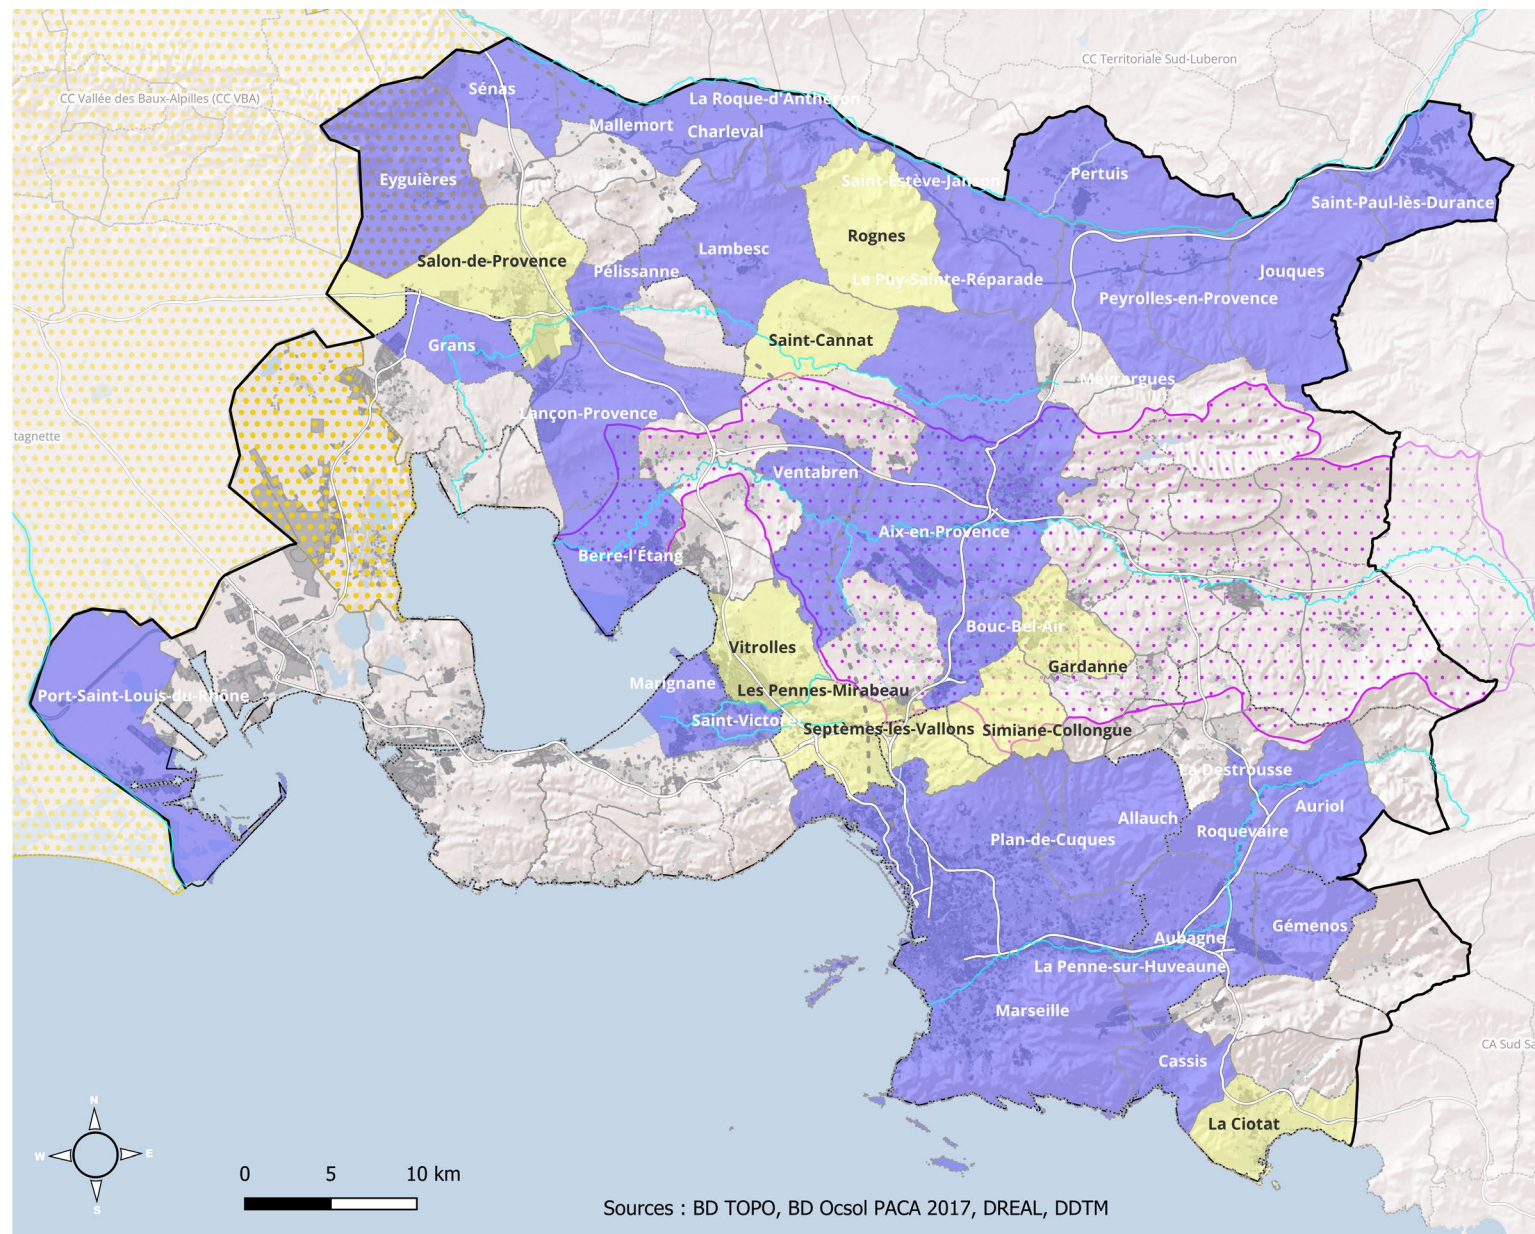 CC Territoriale Sud-Luberon
Sénas
CC Vallée des Baux-Alpilles (CC VBA)
La Roque-d'Anthéron
Mallemort
Charleval
Pertuis
Eyguières
Saint-Estève-Janson
Saint-Paul-lès-Durance
Rognes
Lambesc
Salon-de-Provence
Pélissanne
Jouques
Le Puy-Sainte-Réparade
Peyrolles-en-Provence
Saint-Cannat
Grans
Meyrargues
Lançon-Provence
tagnette
Ventabren
Aix-en-Provence
Berre-l'Étang
Bouc-Bel-Air
Vitrolles
Gardanne
Marignane
Les Pennes-Mirabeau
Port-Saint-Louis-du-Rhône
Saint-Victoret
Septèmes-les-Vallons
Simiane-Collongue
La Destrousse
Auriol
Allauch
Roquevaire
Plan-de-Cuques
Gémenos
Aubagne
La Penne-sur-Huveaune
Marseille
CA Sud Sa
Cassis
La Ciotat
N
W
E
S
0 5 10 km
Sources : BD TOPO, BD Ocsol PACA 2017, DREAL, DDTM